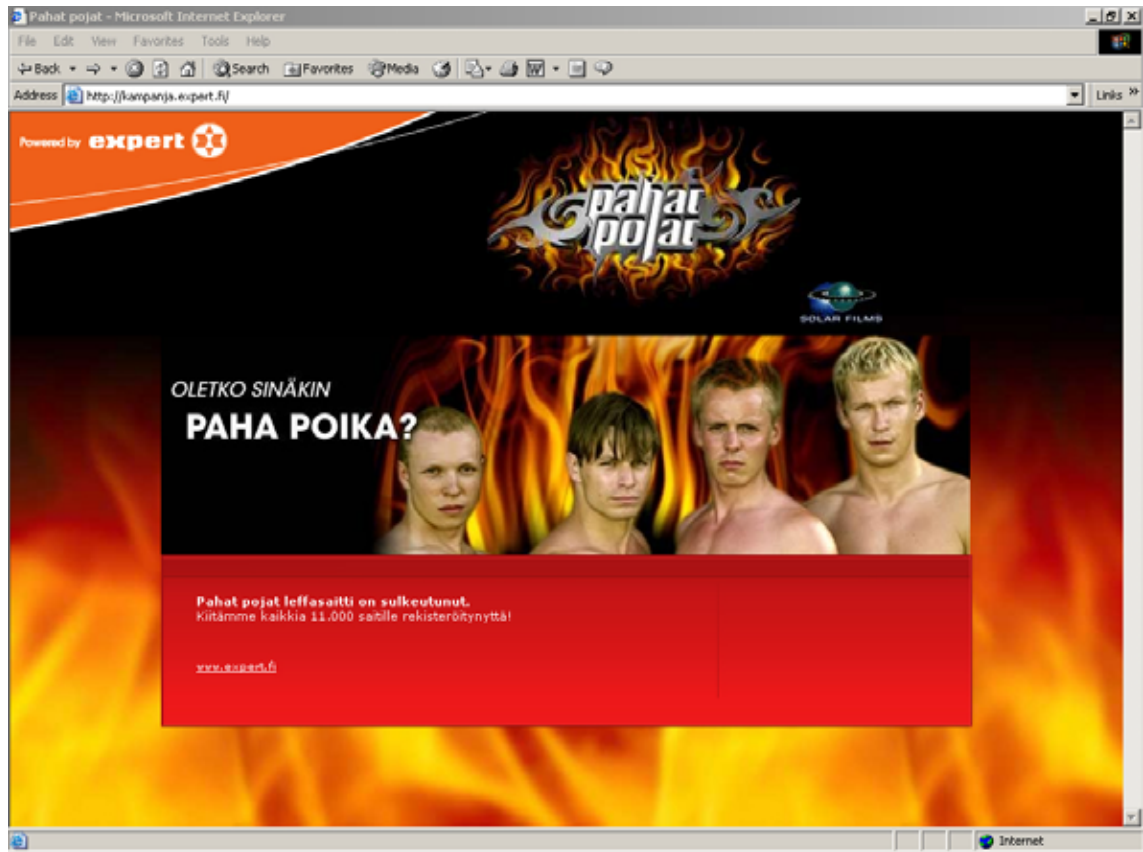 Pahat pojat - Microsoft Internet Explorer
File Edit View Favorites Tools Help
Back Search Favorites Media W
Address http://kampanja.expert.fi/ Links »
Powered by expert
pahat
pojat
SOLAR FILMS
OLETKO SINÄKIN
PAHA POIKA?
Pahat pojat leffasaitti on sulkeutunut.
Kiitämme kaikkia 11.000 saitille rekisteröitynyttä!
www.expert.fi
Internet